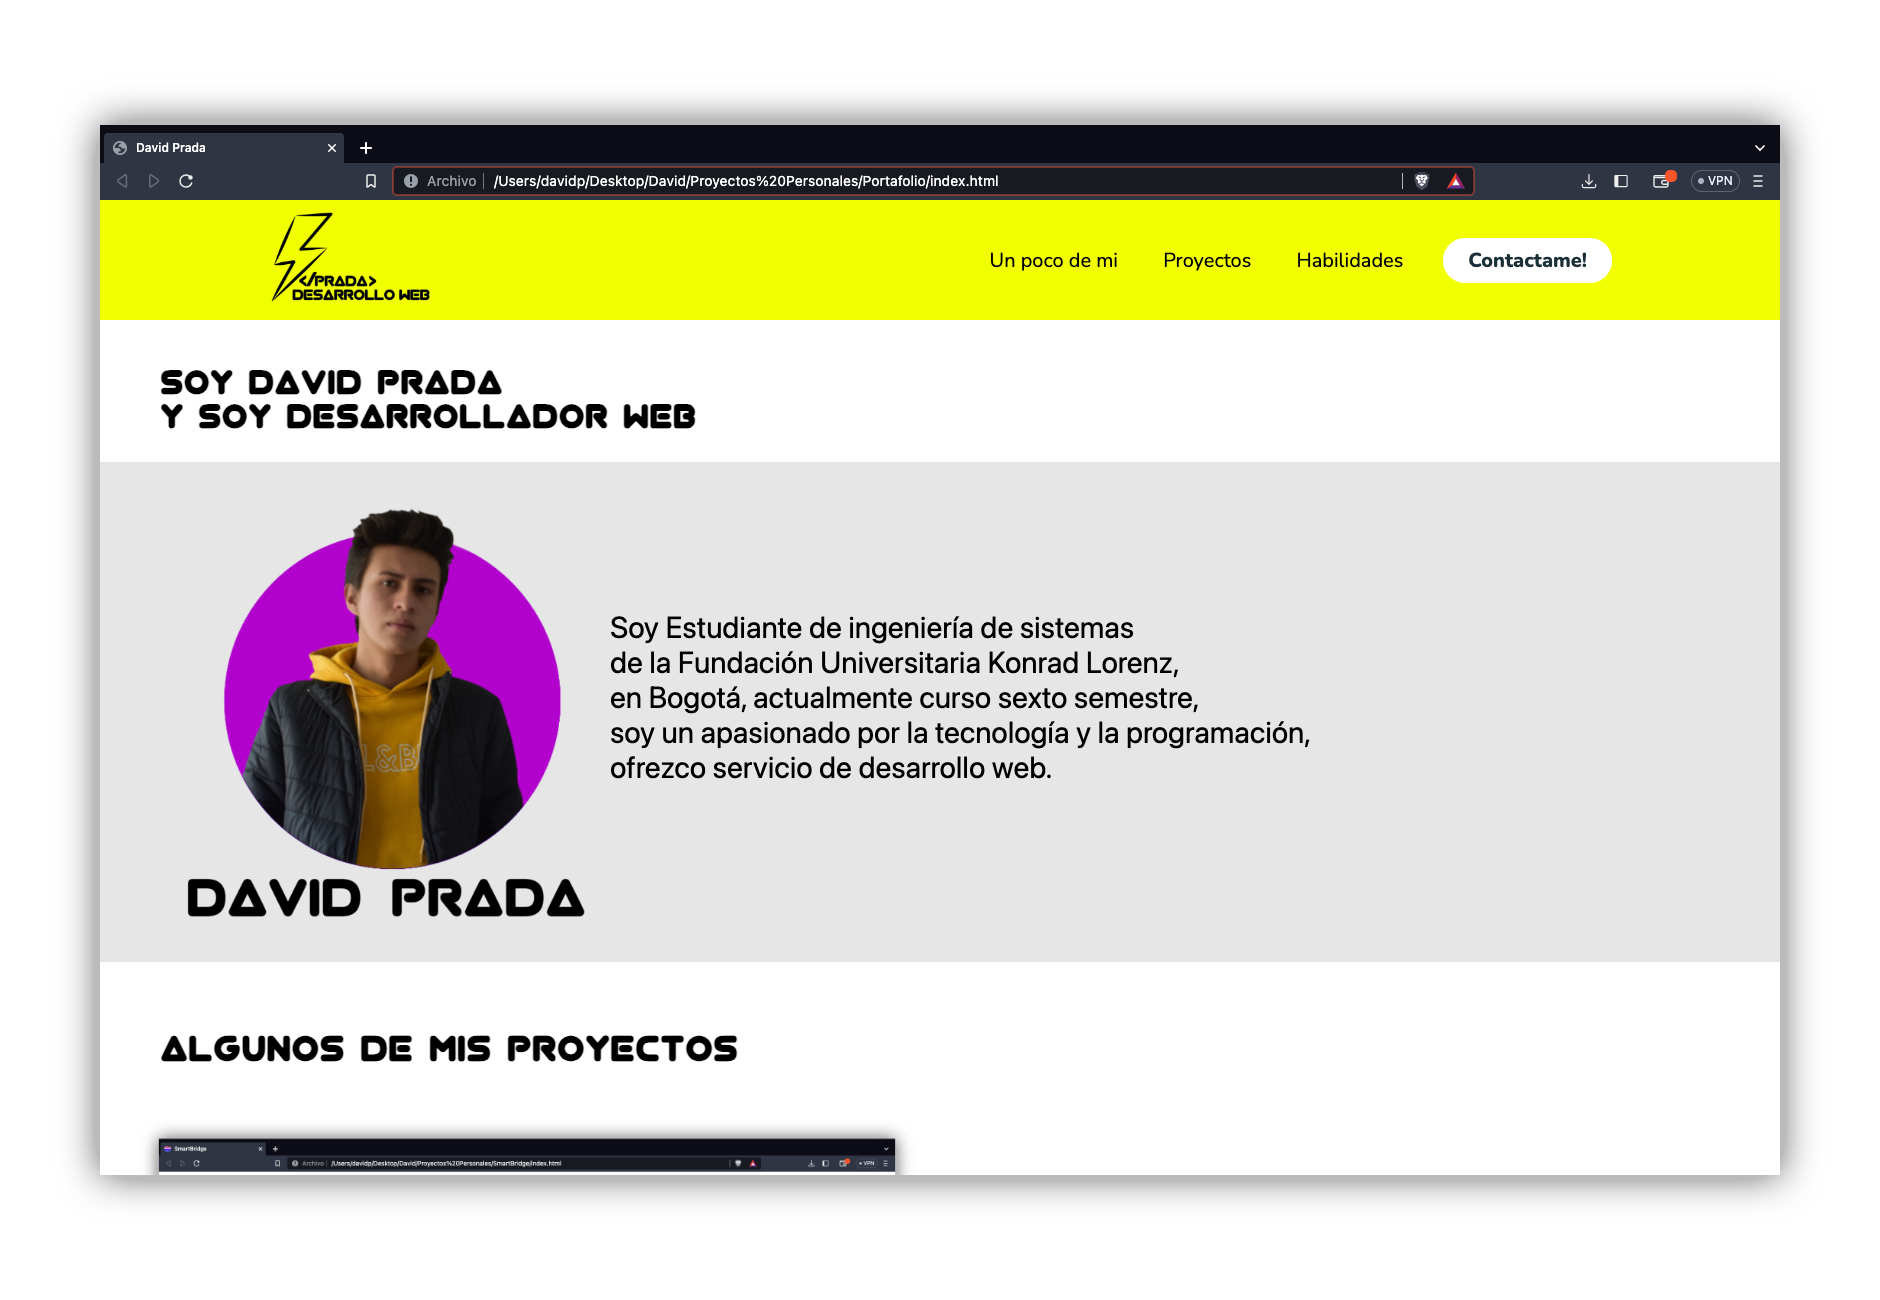 David Prada
Archivo /Users/davidp/Desktop/David/Proyectos%20Personales/Portafolio/index.html
VPN
</PRADA>
DESARROLLO WEB
Un poco de mi
Proyectos
Habilidades
Contactame!
SOY DAVID PRADA
Y SOY DESARROLLADOR WEB
L&B
Soy Estudiante de ingeniería de sistemas
de la Fundación Universitaria Konrad Lorenz,
en Bogotá, actualmente curso sexto semestre,
soy un apasionado por la tecnología y la programación,
ofrezco servicio de desarrollo web.
DAVID PRADA
ALGUNOS DE MIS PROYECTOS
SmartBridge
Archivo /Users/davidp/Desktop/David/Proyectos%20Personales/SmartBridge/index.html
VPN